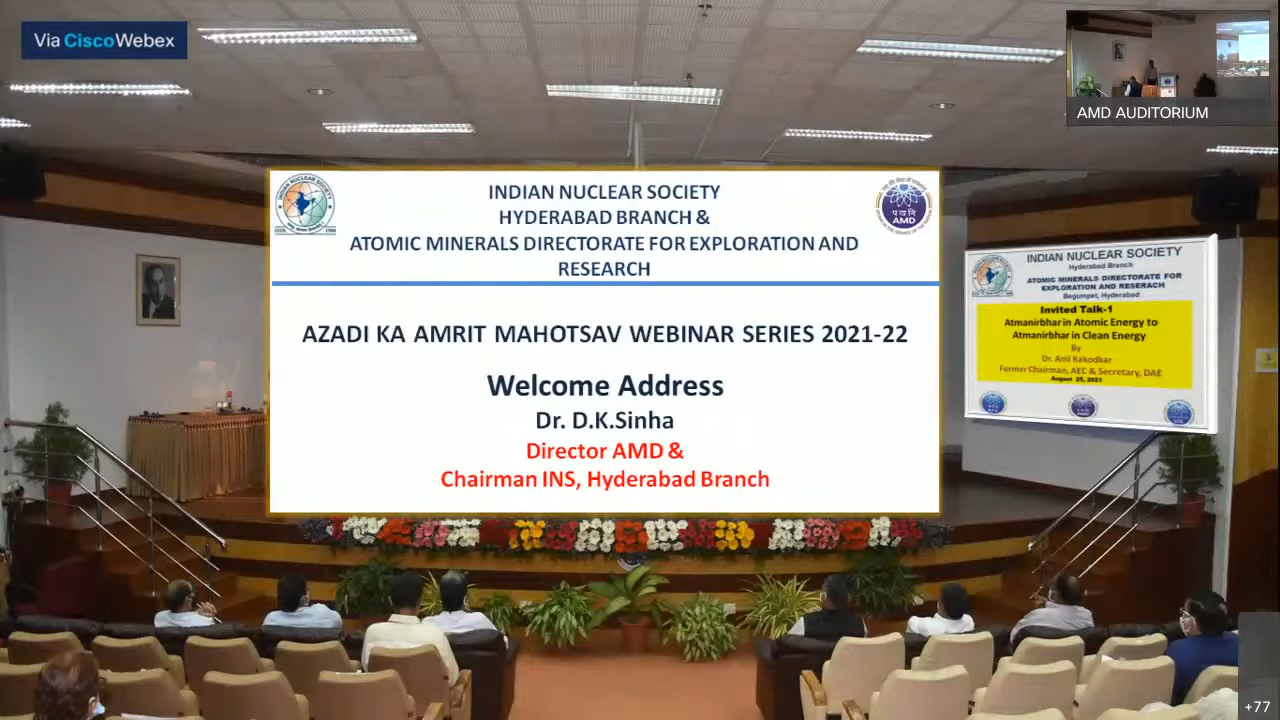 Via CiscoWebex
AMD AUDITORIUM
INDIAN NUCLEAR SOCIETY
HYDERABAD BRANCH &
ATOMIC MINERALS DIRECTORATE FOR EXPLORATION AND
RESEARCH
AMD
AZADI KA AMRIT MAHOTSAV WEBINAR SERIES 2021-22
Welcome Address
Dr. D.K.Sinha
Director AMD &
Chairman INS, Hyderabad Branch
INDIAN NUCLEAR SOCIETY
Hyderabad Branch
ATOMIC MINERALS DIRECTORATE FOR
EXPLORATION AND RESERACH
Begumpet, Hyderabad
Invited Talk-1
Atmanirbhar in Atomic Energy to
Atmanirbhar in Clean Energy
By
Dr. Anil Kakodkar
Former Chairman, AEC & Secretary, DAE
August 25, 2021
+77